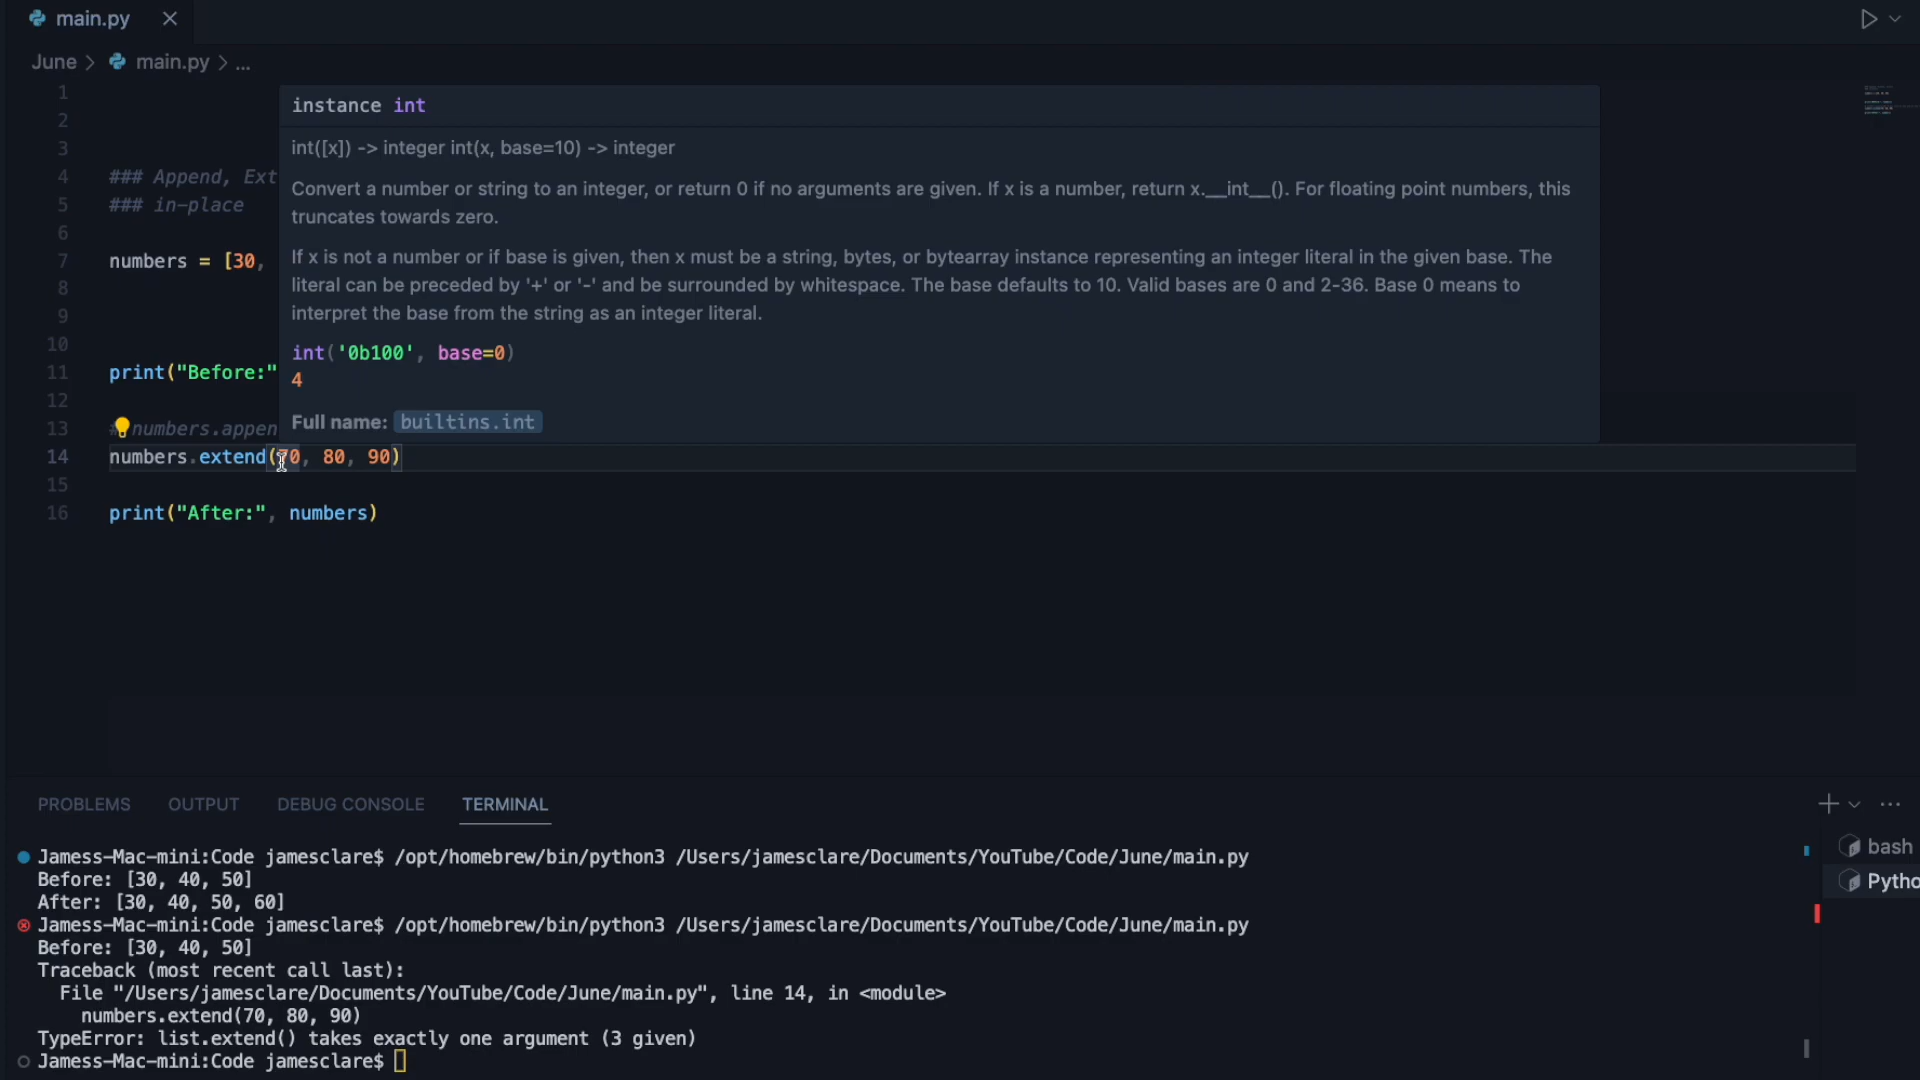 main.py
June > main.py > ...
1
instance int
2
int([x]) -> integer int(x, base=10) -> integer
3
4 ### Append, Ext
Convert a number or string to an integer, or return 0 if no arguments are given. If x is a number, return x.__int__(). For floating point numbers, this
truncates towards zero.
5 ### in-place
6
7 numbers = [30,
If x is not a number or if base is given, then x must be a string, bytes, or bytearray instance representing an integer literal in the given base. The
literal can be preceded by '+' or '-' and be surrounded by whitespace. The base defaults to 10. Valid bases are 0 and 2-36. Base 0 means to
interpret the base from the string as an integer literal.
8
9
10
int('0b100', base=0)
4
11 print("Before:"
12
Full name: builtins.int
13 #numbers.appen
14 numbers.extend(70, 80, 90)
15
16 print("After:", numbers)
PROBLEMS OUTPUT DEBUG CONSOLE TERMINAL
Jamess-Mac-mini:Code jamesclare$ /opt/homebrew/bin/python3 /Users/jamesclare/Documents/YouTube/Code/June/main.py
Before: [30, 40, 50]
After: [30, 40, 50, 60]
Jamess-Mac-mini:Code jamesclare$ /opt/homebrew/bin/python3 /Users/jamesclare/Documents/YouTube/Code/June/main.py
Before: [30, 40, 50]
Traceback (most recent call last):
File "/Users/jamesclare/Documents/YouTube/Code/June/main.py", line 14, in <module>
numbers.extend(70, 80, 90)
TypeError: list.extend() takes exactly one argument (3 given)
Jamess-Mac-mini:Code jamesclare$
bash
Pytho